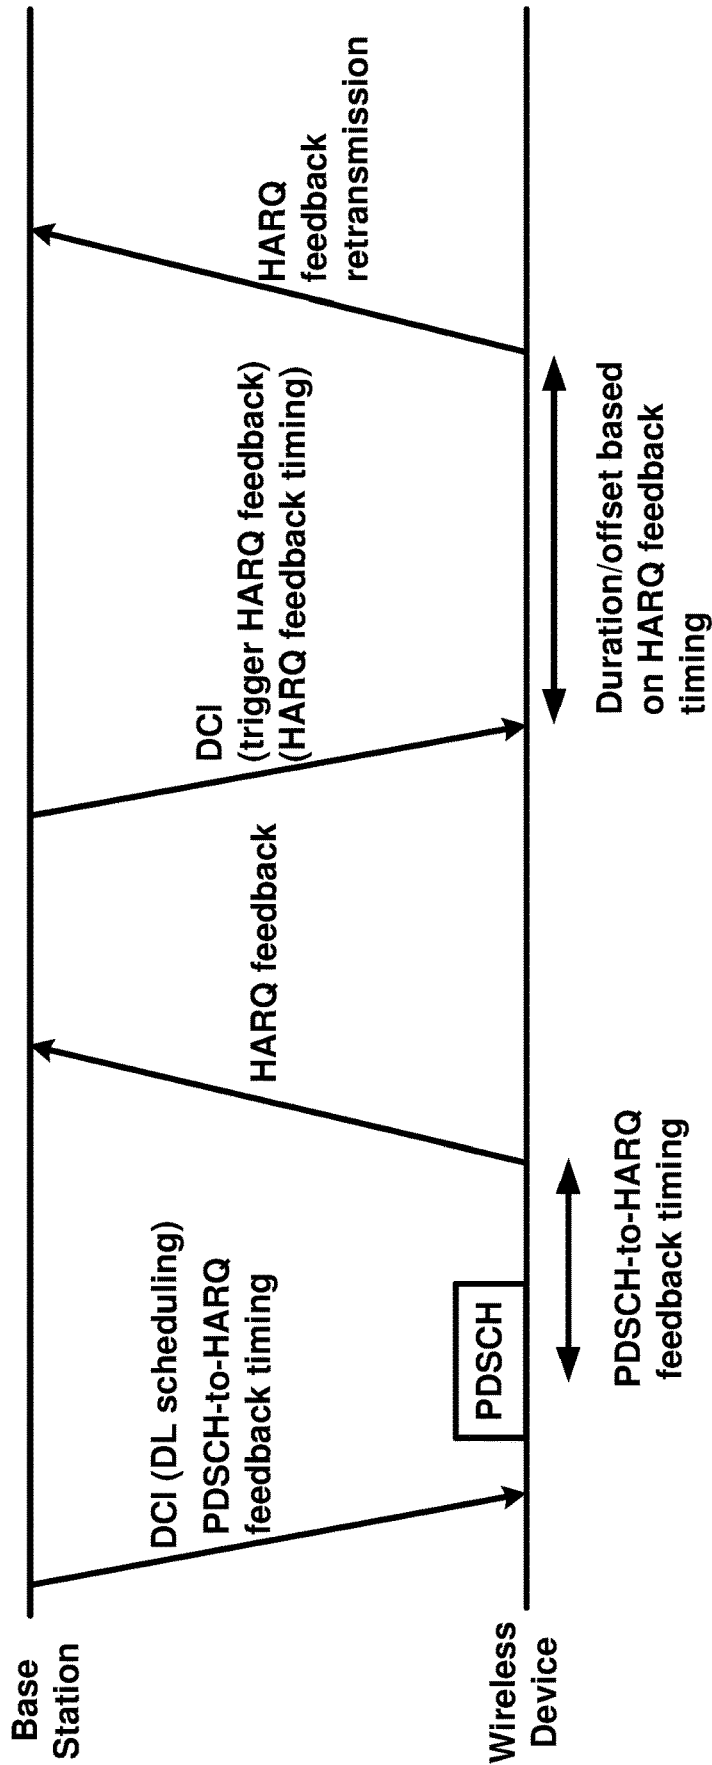 Base
Station
DCI (DL scheduling)
PDSCH-to-HARQ
feedback timing
HARQ feedback
DCI
(trigger HARQ feedback)
(HARQ feedback timing)
HARQ
feedback
retransmission
Wireless
Device
PDSCH
PDSCH-to-HARQ
feedback timing
Duration/offset based
on HARQ feedback
timing